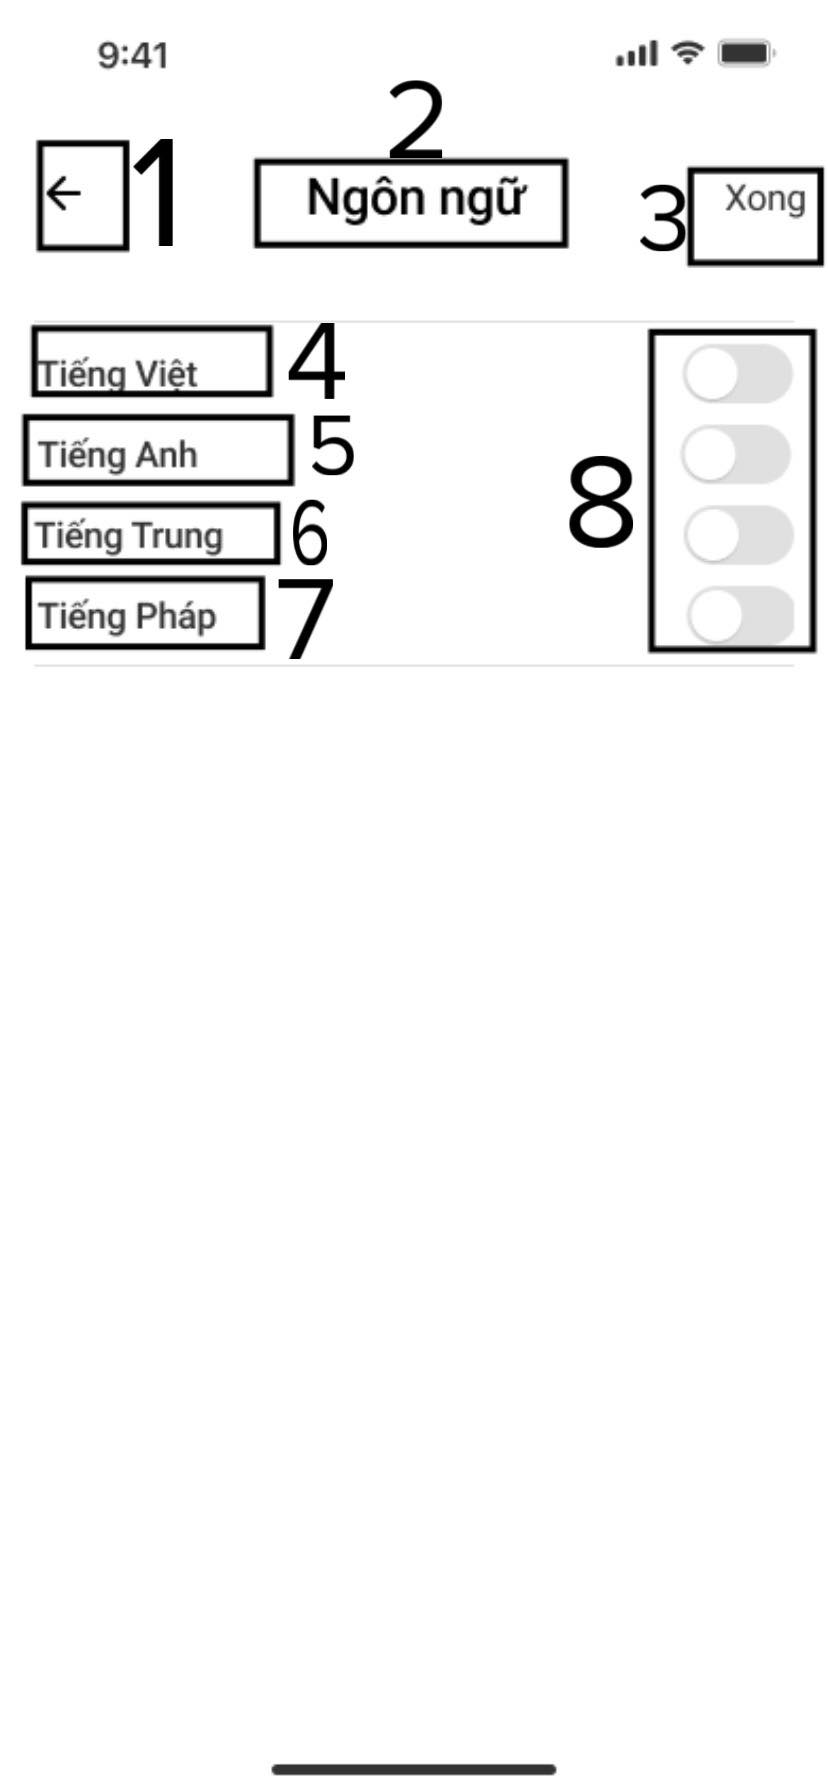 9:41
2
1
Ngôn ngữ
3
Xong
Tiếng Việt
4
Tiếng Anh
5
Tiếng Trung
6
8
Tiếng Pháp
7